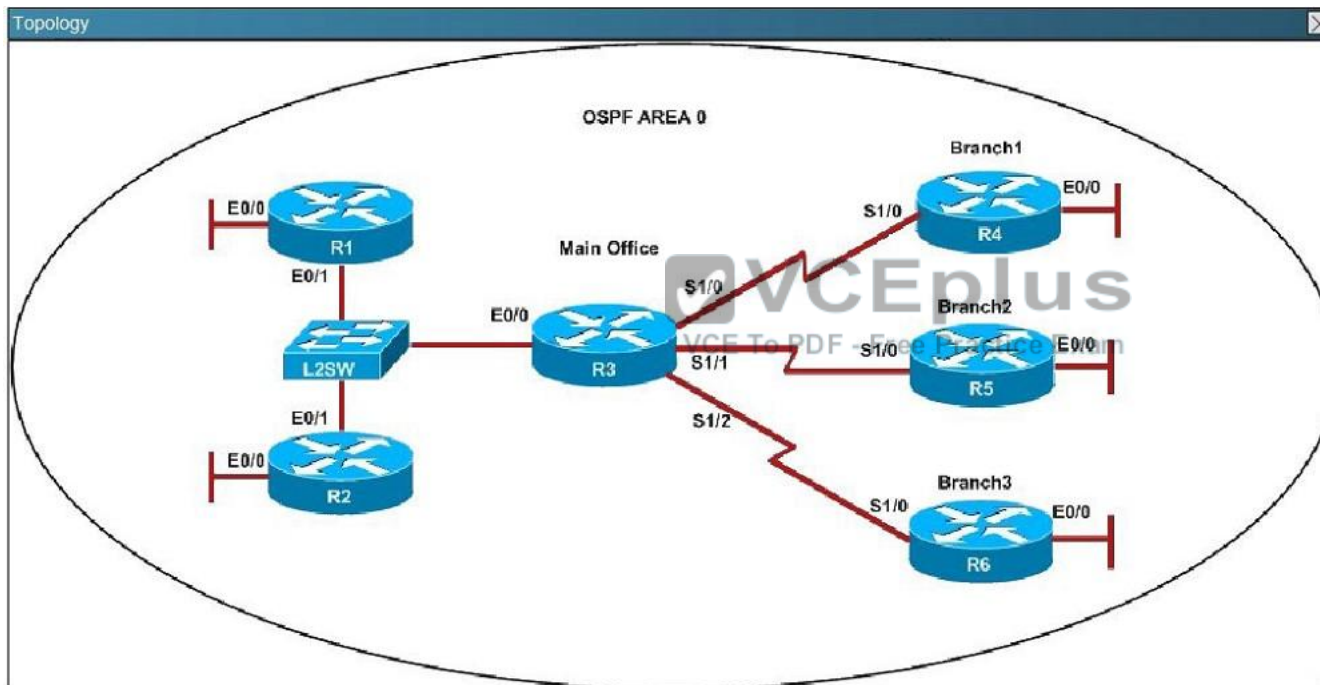 Topology
OSPF AREA 0
Branch1
E0/0
E0/0
S1/0
R1
R4
E0/1
Main Office
S1/0
VCEplus
E0/0
Branch2
VCE To PDF - Free Practice Exam
S1/0
E0/0
L2SW
R3
S1/1
R5
E0/1
S1/2
E0/0
Branch3
R2
S1/0
E0/0
R6